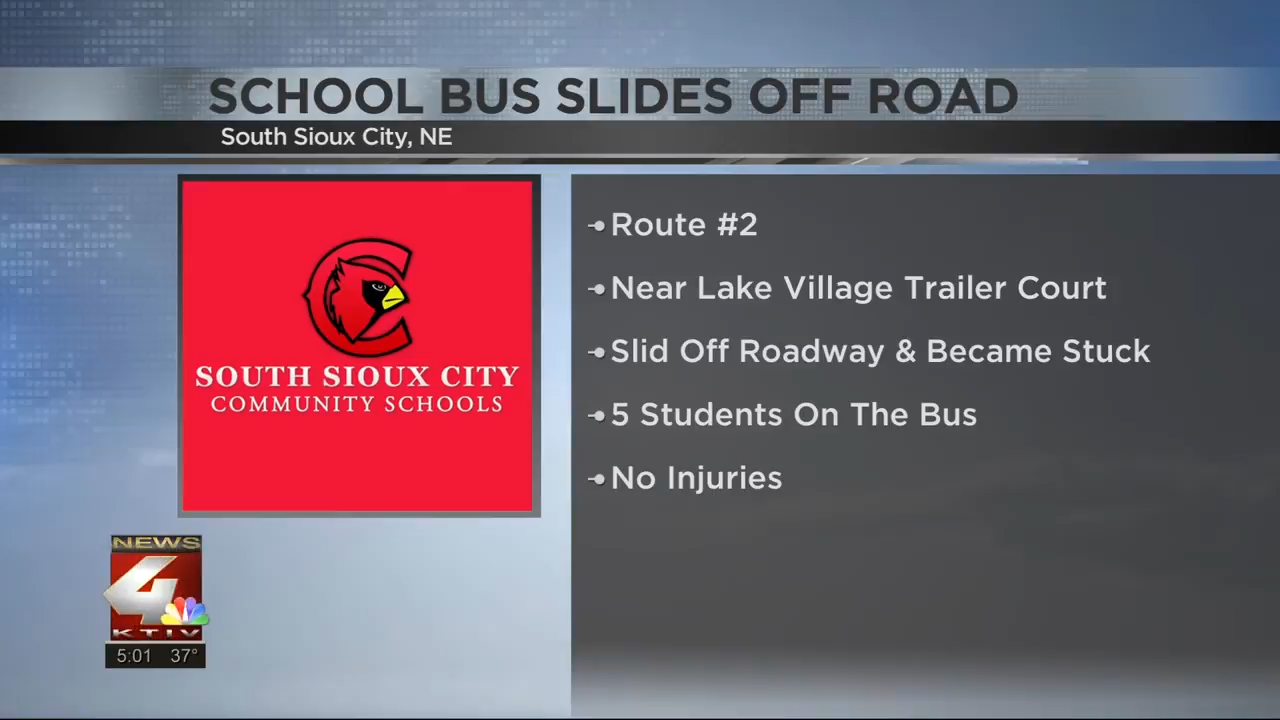 SCHOOL BUS SLIDES OFF ROAD
South Sioux City, NE
Route #2
Near Lake Village Trailer Court
Slid Off Roadway & Became Stuck
5 Students On The Bus
No Injuries
C
SOUTH SIOUX CITY
COMMUNITY SCHOOLS
NEWS
4
KTIV
5:01 37°